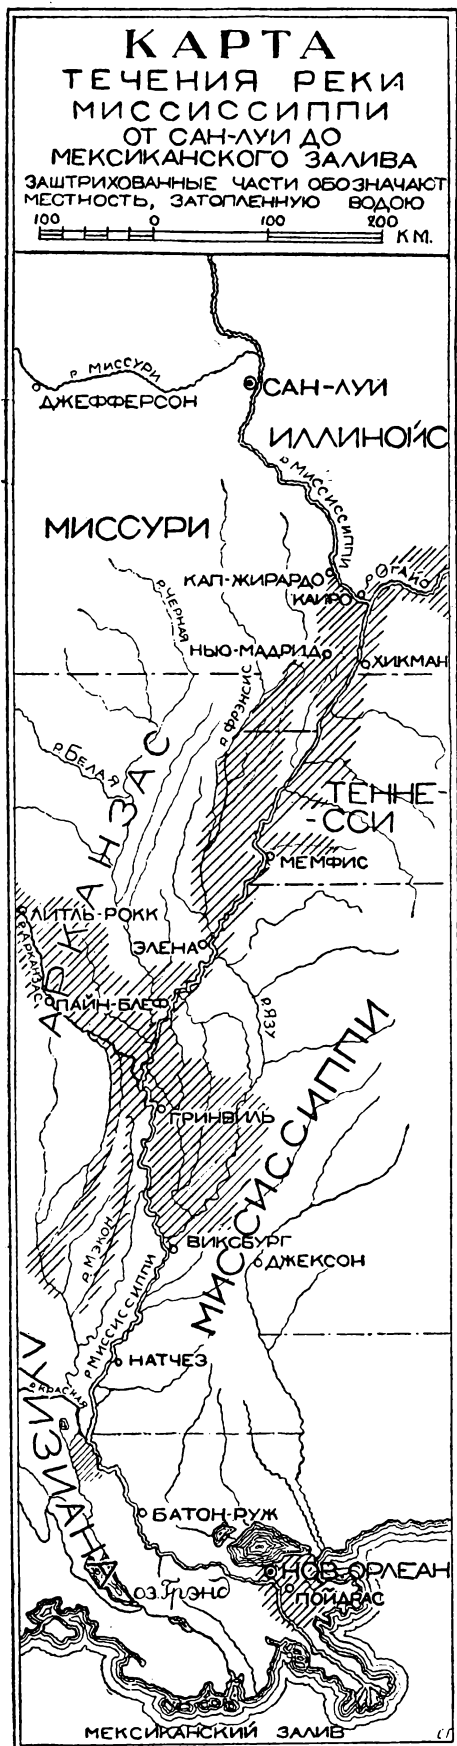 КАРТА
ТЕЧЕНИЯ РЕКИ
МИССИССИППИ
ОТ САН-ЛУИ ДО
МЕКСИКАНСКОГО ЗАЛИВА
ЗАШТРИХОВАННЫЕ ЧАСТИ ОБОЗНАЧАЮТ
МЕСТНОСТЬ, ЗАТОПЛЕННУЮ ВОДОЮ
100 0 100 200
КМ.
Р МИССУРИ
ДЖЕФФЕРСОН
САН-ЛУИ
ИЛЛИНОЙС
Р МИССИССИППИ
МИССУРИ
КАП-ЖИРАРДО
Р ОГАЙО
КАИРО
Р. ЧЕРНАЯ
НЬЮ-МАДРИД
ХИКМАН
Р ФРЭНСИС
Р. БЕЛАЯ
АРКАНЗАС
ТЕННЕ-
-ССИ
МЕМФИС
ЛИТЛЬ-РОКК
Р. АРКАНЗАС
ЭЛЕНА
ПАЙН-БЛЕФ
Р. ЯЗУ
МИССИССИППИ
ГРИНВИЛЬ
ВИКСБУРГ
Р. МЭКОН
ДЖЕКСОН
Р МИССИССИППИ
НАТЧЕЗ
Р КРАСНАЯ
ЛУИЗИАНА
БАТОН-РУЖ
НОВ-ОРЛЕАН
ОЗ. ГРЭНД
ПОЙДРАС
МЕКСИКАНСКИЙ ЗАЛИВ